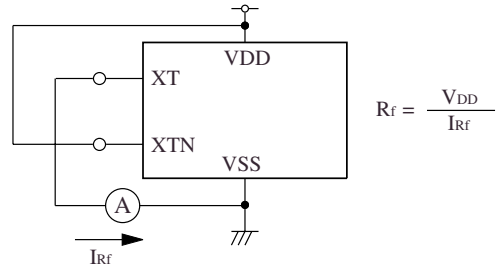 VDD
XT
XTN
VSS
A
IRf
Rf = VDD
IRf